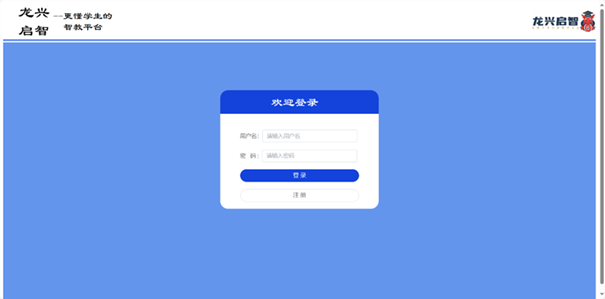 龙兴
启智
--更懂学生的
智教平台
龙兴启智
欢迎登录
用户名:
请输入用户名
密 码:
请输入密码
登录
注册